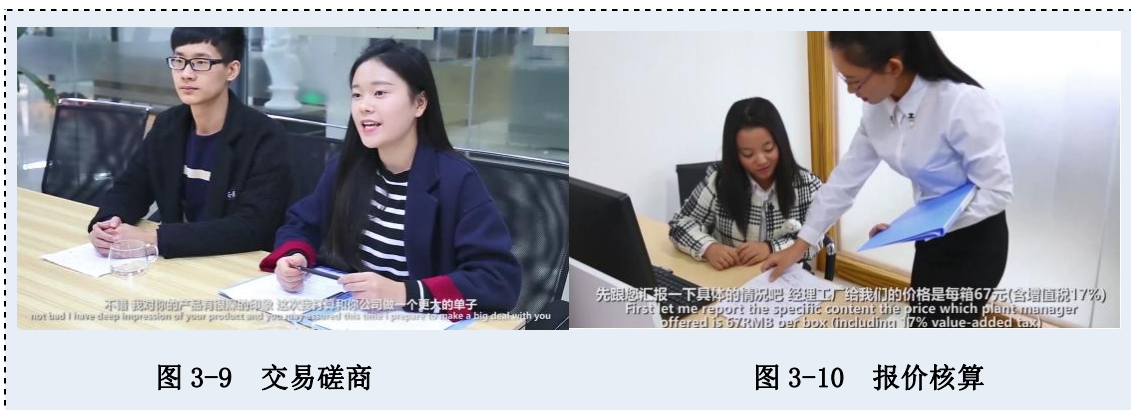 不错 我对你的产品有很深的印象 这次我打算和你公司做一个更大的单子
not bad I have deep impression of your product and you may assured this time I prepare to make a big deal with you
先跟您汇报一下具体的情况吧 经理工厂给我们的价格是每箱67元(含增值税17%)
First let me report the specific content the price which plant manager
offered is 67RMB per box (including 17% value-added tax)
图 3-9 交易磋商
图 3-10 报价核算